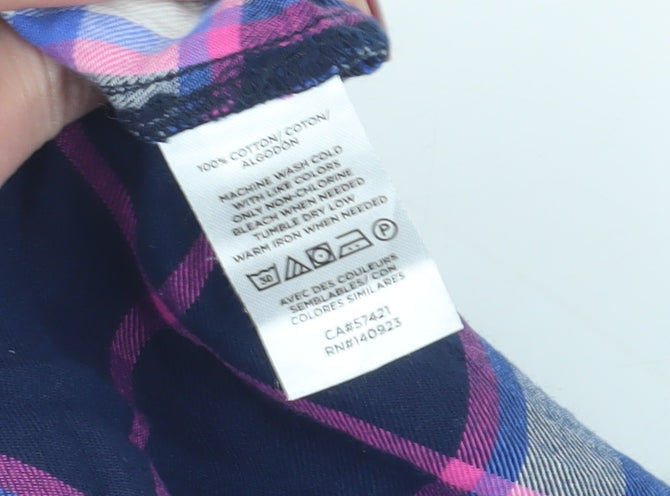 100% COTTON/ COTON/
ALGODÓN
MACHINE WASH COLD
WITH LIKE COLORS
ONLY NON-CHLORINE
BLEACH WHEN NEEDED
TUMBLE DRY LOW
WARM IRON WHEN NEEDED
30 P
AVEC DES COULEURS
SEMBLABLES/ CON
COLORES SIMILARES
CA#57421
RN#140923